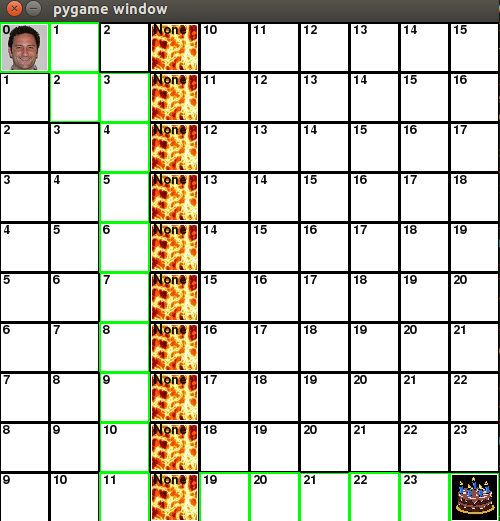 pygame window
0 1 2 None 10 11 12 13 14 15
1 2 3 None 11 12 13 14 15 16
2 3 4 None 12 13 14 15 16 17
3 4 5 None 13 14 15 16 17 18
4 5 6 None 14 15 16 17 18 19
5 6 7 None 15 16 17 18 19 20
6 7 8 None 16 17 18 19 20 21
7 8 9 None 17 18 19 20 21 22
8 9 10 None 18 19 20 21 22 23
9 10 11 None 19 20 21 22 23